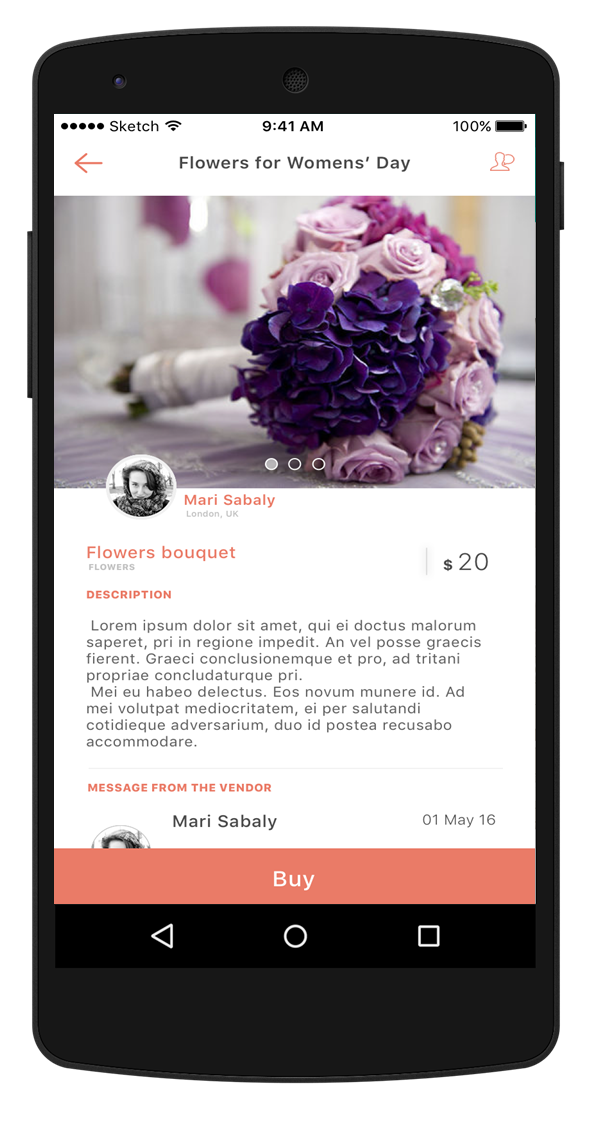 Sketch 9:41 AM 100%
Flowers for Womens’ Day
Mari Sabaly
London, UK
Flowers bouquet
FLOWERS
$ 20
DESCRIPTION
Lorem ipsum dolor sit amet, qui ei doctus malorum
saperet, pri in regione impedit. An vel posse graecis
fierent. Graeci conclusionemque et pro, ad tritani
propriae concludaturque pri.
Mei eu habeo delectus. Eos novum munere id. Ad
mei volutpat mediocritatem, ei per salutandi
cotidieque adversarium, duo id postea recusabo
accommodare.
MESSAGE FROM THE VENDOR
Mari Sabaly 01 May 16
Buy